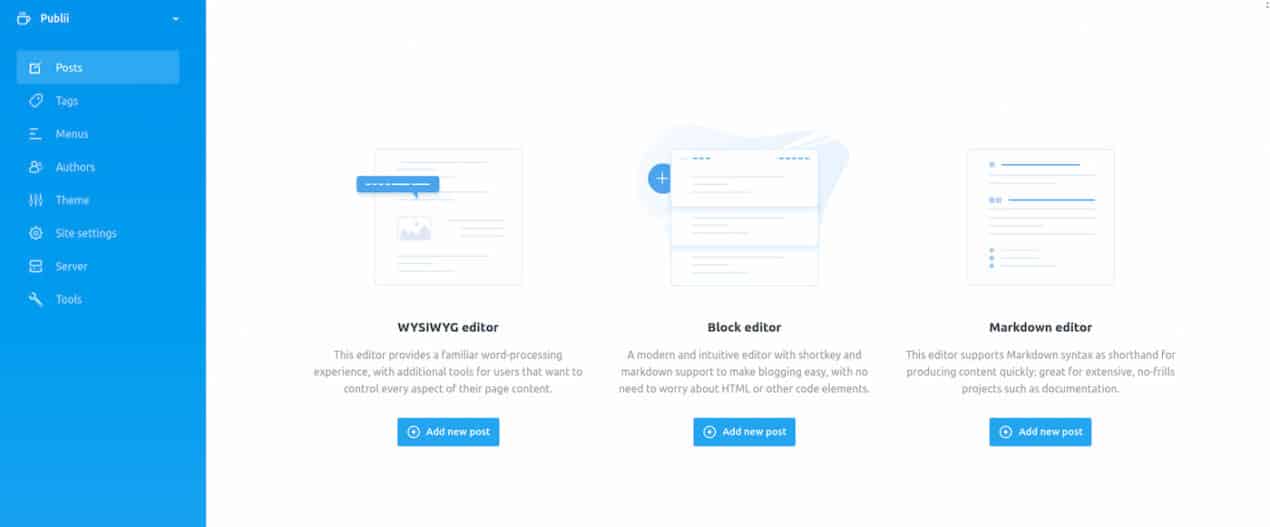 Publii
Posts
Tags
Menus
Authors
Theme
Site settings
Server
Tools
WYSIWYG editor
This editor provides a familiar word-processing
experience, with additional tools for users that want to
control every aspect of their page content.
Add new post
Block editor
A modern and intuitive editor with shortkey and
markdown support to make blogging easy, with no
need to worry about HTML or other code elements.
Add new post
Markdown editor
This editor supports Markdown syntax as shorthand for
producing content quickly; great for extensive, no-frills
projects such as documentation.
Add new post